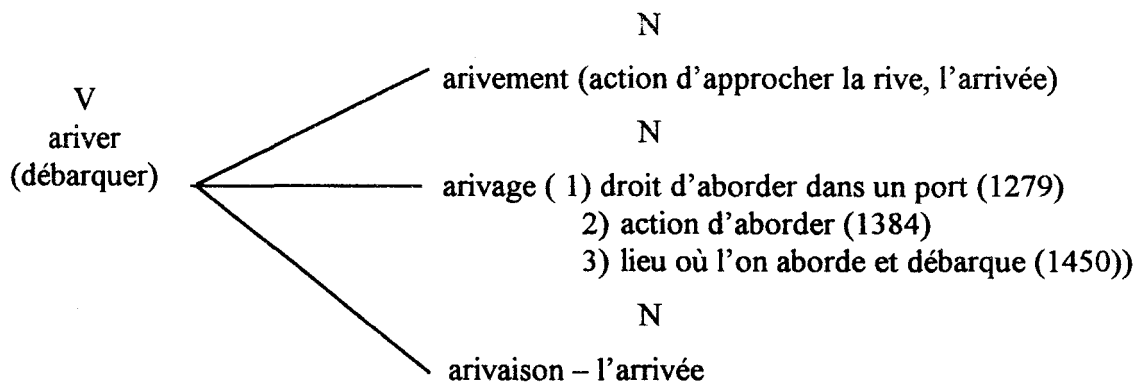 N
arivement (action d'approcher la rive, l'arrivée)
V
ariver
(débarquer)
N
arivage ( 1) droit d'aborder dans un port (1279)
2) action d'aborder (1384)
3) lieu où l'on aborde et débarque (1450))
N
arivaison – l'arrivée